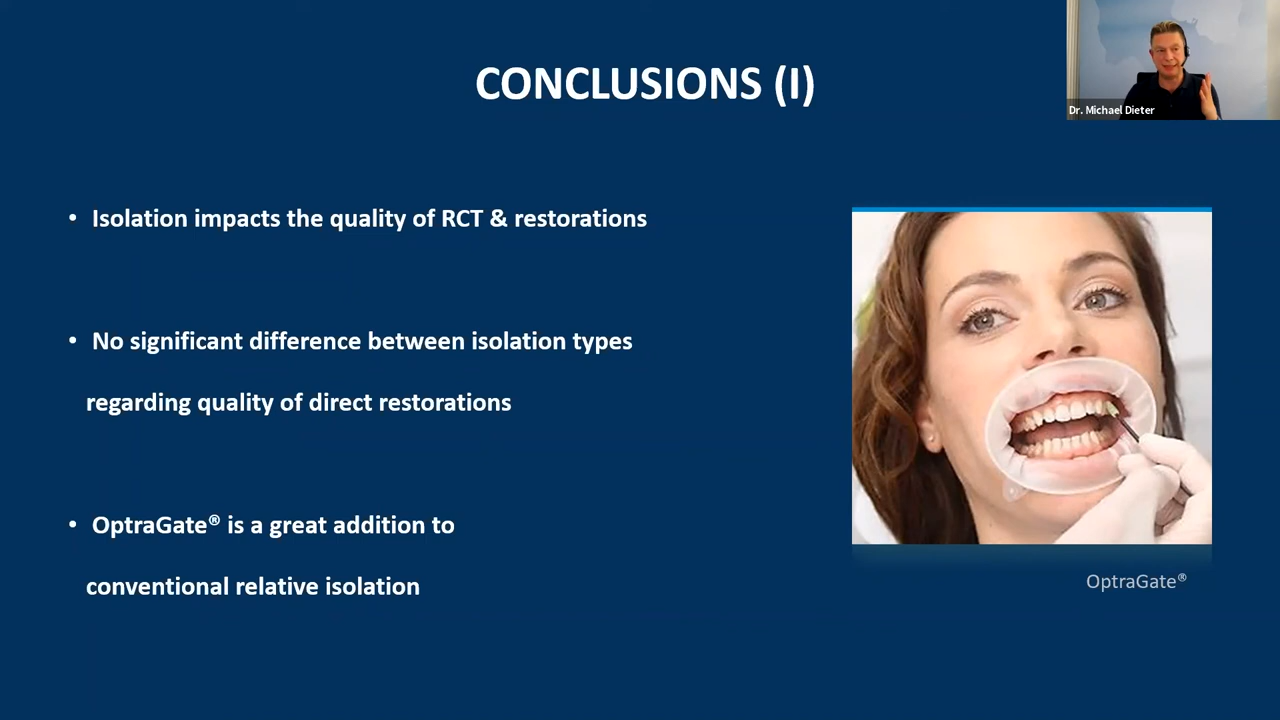 CONCLUSIONS (I)
Dr. Michael Dieter
• Isolation impacts the quality of RCT & restorations
• No significant difference between isolation types
regarding quality of direct restorations
• OptraGate® is a great addition to
conventional relative isolation
OptraGate®